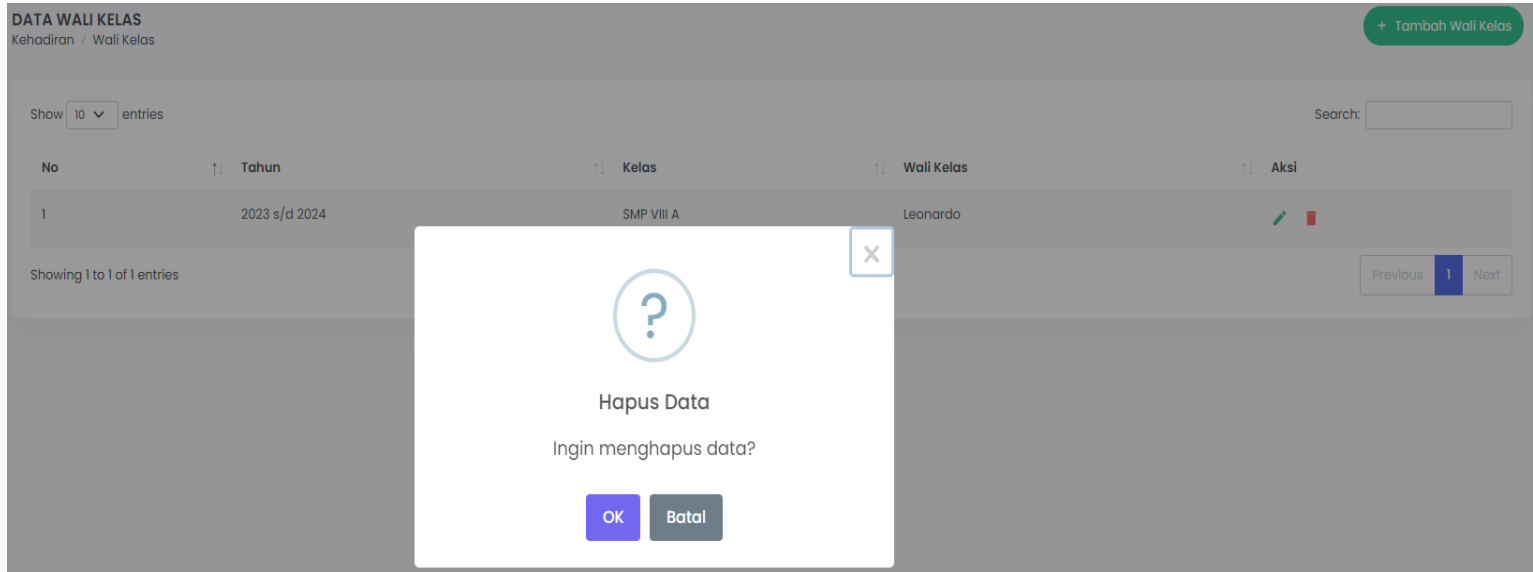 DATA WALI KELAS
Kehadiran / Wali Kelas
+ Tambah Wali Kelas
Show 10 entries
Search:
No Tahun Kelas Wali Kelas Aksi
1 2023 s/d 2024 SMP VIII A Leonardo
Showing 1 to 1 of 1 entries
Previous 1 Next
×
?
Hapus Data
Ingin menghapus data?
OK Batal